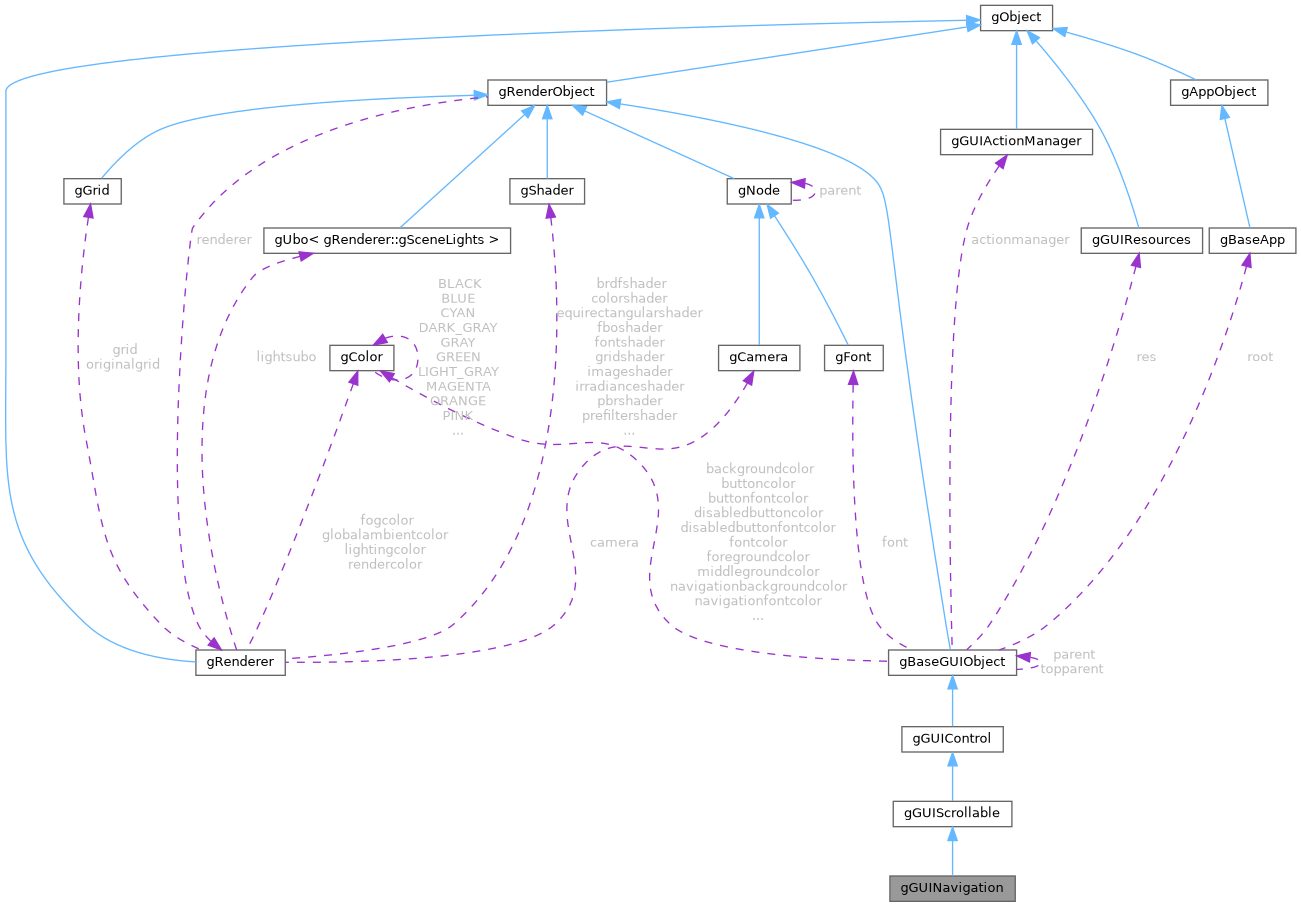 gObject
gRenderObject
gAppObject
gGUIActionManager
gGrid
gShader
gNode
parent
renderer
gUbo< gRenderer::gSceneLights >
actionmanager
gGUIResources
gBaseApp
BLACK
BLUE
CYAN
DARK_GRAY
GRAY
GREEN
LIGHT_GRAY
MAGENTA
ORANGE
PINK
...
brdfshader
colorshader
equirectangularshader
fboshader
fontshader
gridshader
imageshader
irradianceshader
pbrshader
prefiltershader
...
grid
originalgrid
lightsubo
gColor
gCamera
gFont
res
root
fogcolor
globalambientcolor
lightingcolor
rendercolor
camera
backgroundcolor
buttoncolor
buttonfontcolor
disabledbuttoncolor
disabledbuttonfontcolor
fontcolor
foregroundcolor
middlegroundcolor
navigationbackgroundcolor
navigationfontcolor
...
font
gRenderer
gBaseGUIObject
parent
topparent
gGUIControl
gGUIScrollable
gGUINavigation